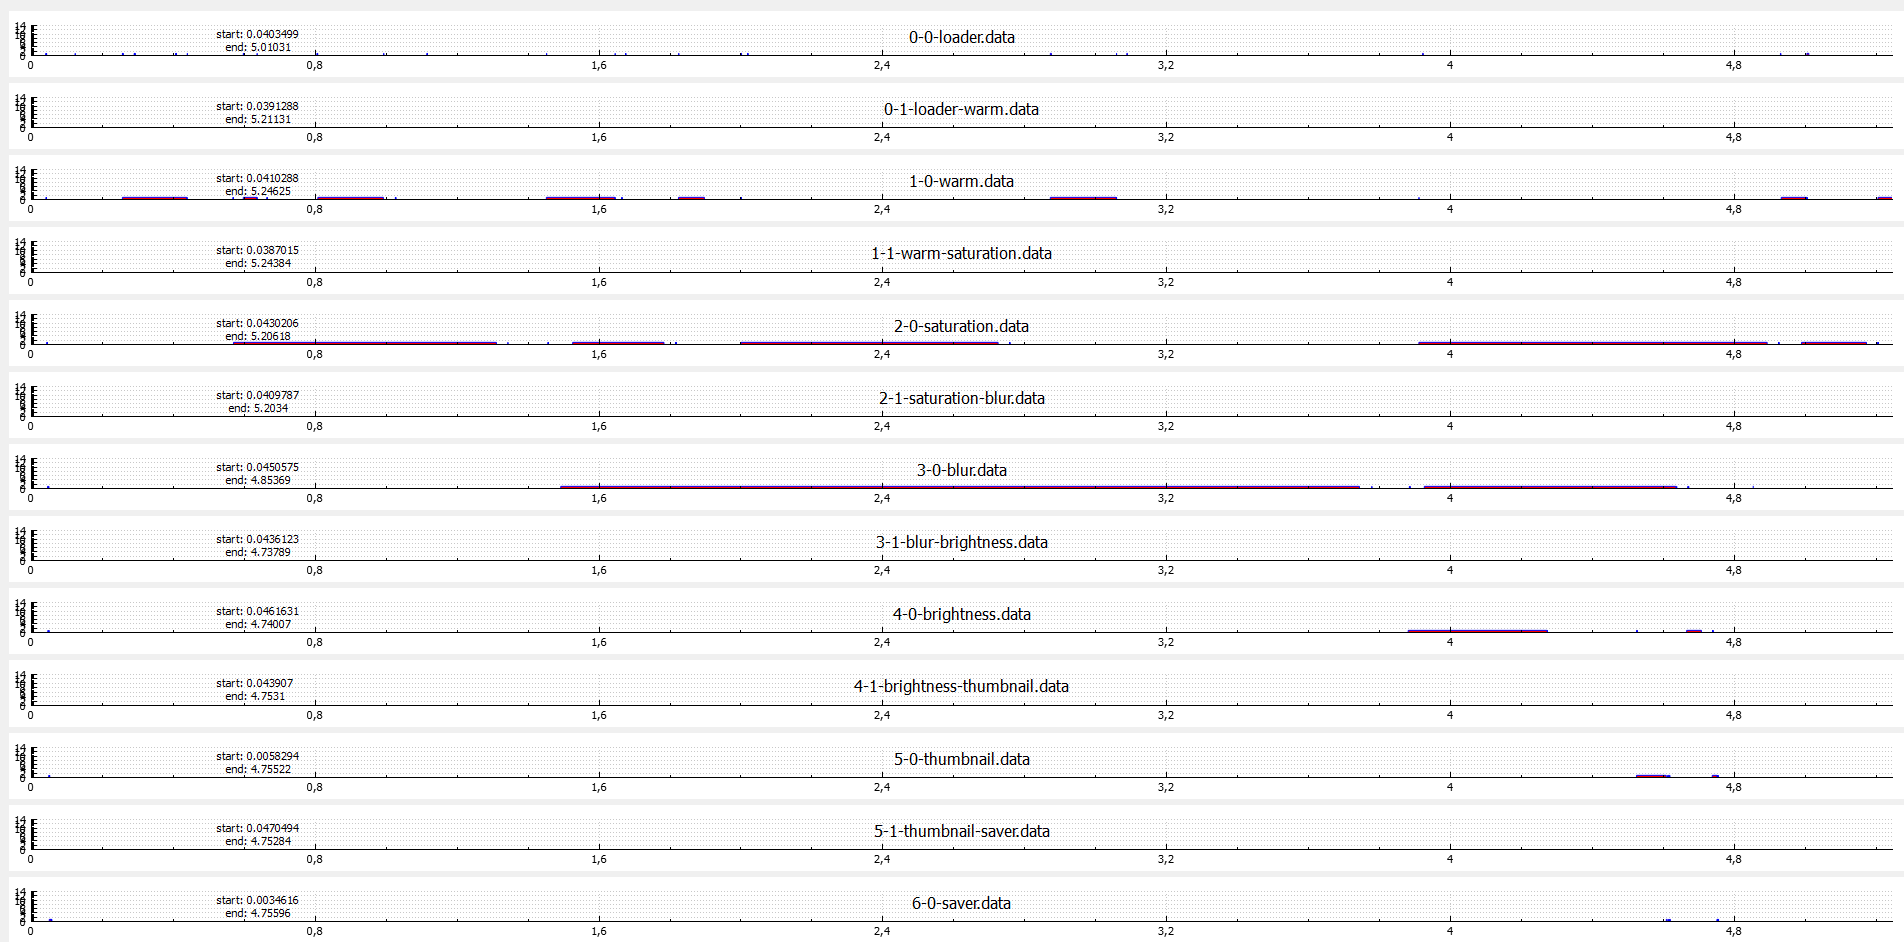 start: 0.0403499
end: 5.01031
0-0-loader.data
0 0,8 1,6 2,4 3,2 4 4,8
start: 0.0391288
end: 5.21131
0-1-loader-warm.data
0 0,8 1,6 2,4 3,2 4 4,8
start: 0.0410288
end: 5.24625
1-0-warm.data
0 0,8 1,6 2,4 3,2 4 4,8
start: 0.0387015
end: 5.24384
1-1-warm-saturation.data
0 0,8 1,6 2,4 3,2 4 4,8
start: 0.0430206
end: 5.20618
2-0-saturation.data
0 0,8 1,6 2,4 3,2 4 4,8
start: 0.0409787
end: 5.2034
2-1-saturation-blur.data
0 0,8 1,6 2,4 3,2 4 4,8
start: 0.0450575
end: 4.85369
3-0-blur.data
0 0,8 1,6 2,4 3,2 4 4,8
start: 0.0436123
end: 4.73789
3-1-blur-brightness.data
0 0,8 1,6 2,4 3,2 4 4,8
start: 0.0461631
end: 4.74007
4-0-brightness.data
0 0,8 1,6 2,4 3,2 4 4,8
start: 0.043907
end: 4.7531
4-1-brightness-thumbnail.data
0 0,8 1,6 2,4 3,2 4 4,8
start: 0.0058294
end: 4.75522
5-0-thumbnail.data
0 0,8 1,6 2,4 3,2 4 4,8
start: 0.0470494
end: 4.75284
5-1-thumbnail-saver.data
0 0,8 1,6 2,4 3,2 4 4,8
start: 0.0034616
end: 4.75596
6-0-saver.data
0 0,8 1,6 2,4 3,2 4 4,8